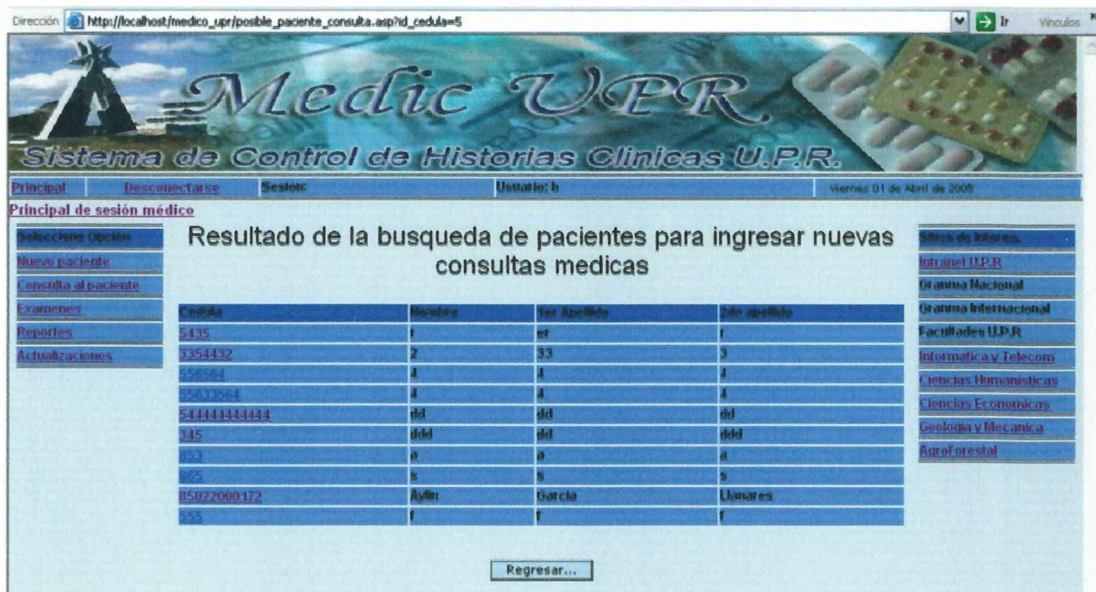 Dirección http://localhost/medico_upr/posible_paciente_consulta.asp?id_cedula=5 Ir Vínculos
Medic UPR
Sistema de Control de Historias Clinicas U.P.R.
Principal Desconectarse Sesion: Usuario: b Viernes 01 de Abril de 2005
Principal de sesión médico
Seleccione Opción
Nuevo paciente
Consulta al paciente
Examenes
Reportes
Actualizaciones
Resultado de la busqueda de pacientes para ingresar nuevas
consultas medicas
Cedula Nombre 1er Apellido 2do apellido
5435 r er r
3354432 2 33 3
556564 4 4 4
55633564 4 4 4
544444444444 dd dd dd
345 ddd dd ddd
853 a a a
865 s s s
85022000172 Aylin Garcia Llanares
555 f f f
Regresar...
Sitios de Interes.
Intranet U.P.R
Granma Nacional
Granma Internacional
Facultades U.P.R
Informatica y Telecom
Ciencias Humanisticas
Ciencias Economicas
Geologia y Mecanica
AgroForestal